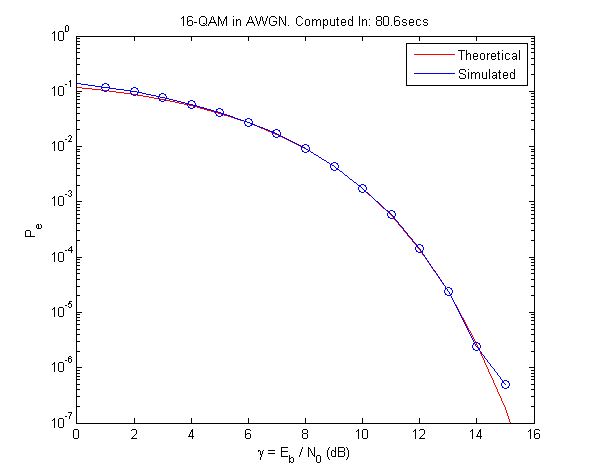 16-QAM in AWGN. Computed In: 80.6secs
10^0
10^-1
10^-2
10^-3
10^-4
10^-5
10^-6
10^-7
P_e
Theoretical
Simulated
0 2 4 6 8 10 12 14 16
γ = E_b / N_0 (dB)